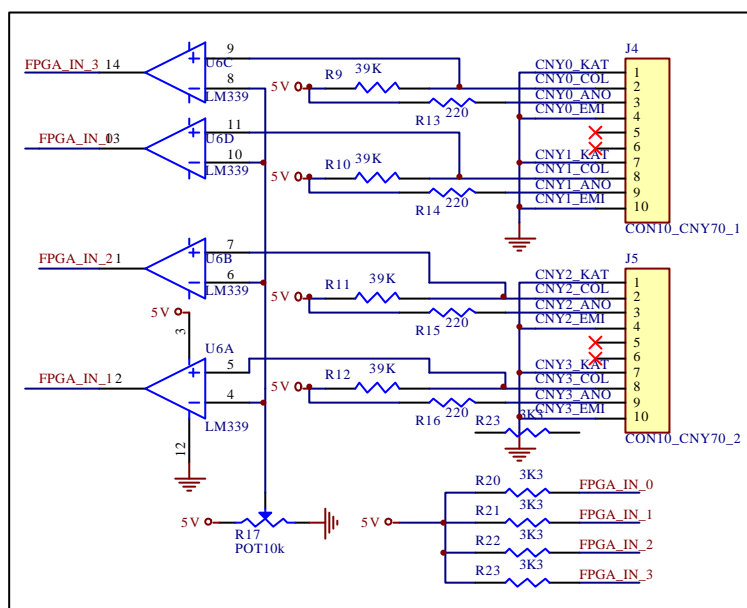 FPGA_IN_3 14
9
8
U6C
LM339
FPGA_IN_0 13
11
10
U6D
LM339
FPGA_IN_2 1
7
6
U6B
LM339
5V
3
FPGA_IN_1 2
5
4
U6A
LM339
12
5V
R9 39K
R13 220
5V
R10 39K
R14 220
5V
R11 39K
R15 220
5V
R12 39K
R16 220
R23 3K3
J4
CNY0_KAT 1
CNY0_COL 2
CNY0_ANO 3
CNY0_EMI 4
5
6
CNY1_KAT 7
CNY1_COL 8
CNY1_ANO 9
CNY1_EMI 10
CON10_CNY70_1
J5
CNY2_KAT 1
CNY2_COL 2
CNY2_ANO 3
CNY2_EMI 4
5
6
CNY3_KAT 7
CNY3_COL 8
CNY3_ANO 9
CNY3_EMI 10
CON10_CNY70_2
5V
R17
POT10k
5V
R20 3K3 FPGA_IN_0
R21 3K3 FPGA_IN_1
R22 3K3 FPGA_IN_2
R23 3K3 FPGA_IN_3